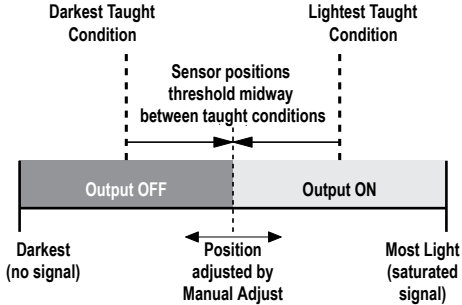 Darkest Taught
Condition
Lightest Taught
Condition
Sensor positions
threshold midway
between taught conditions
Output OFF
Output ON
Darkest
(no signal)
Position
adjusted by
Manual Adjust
Most Light
(saturated
signal)